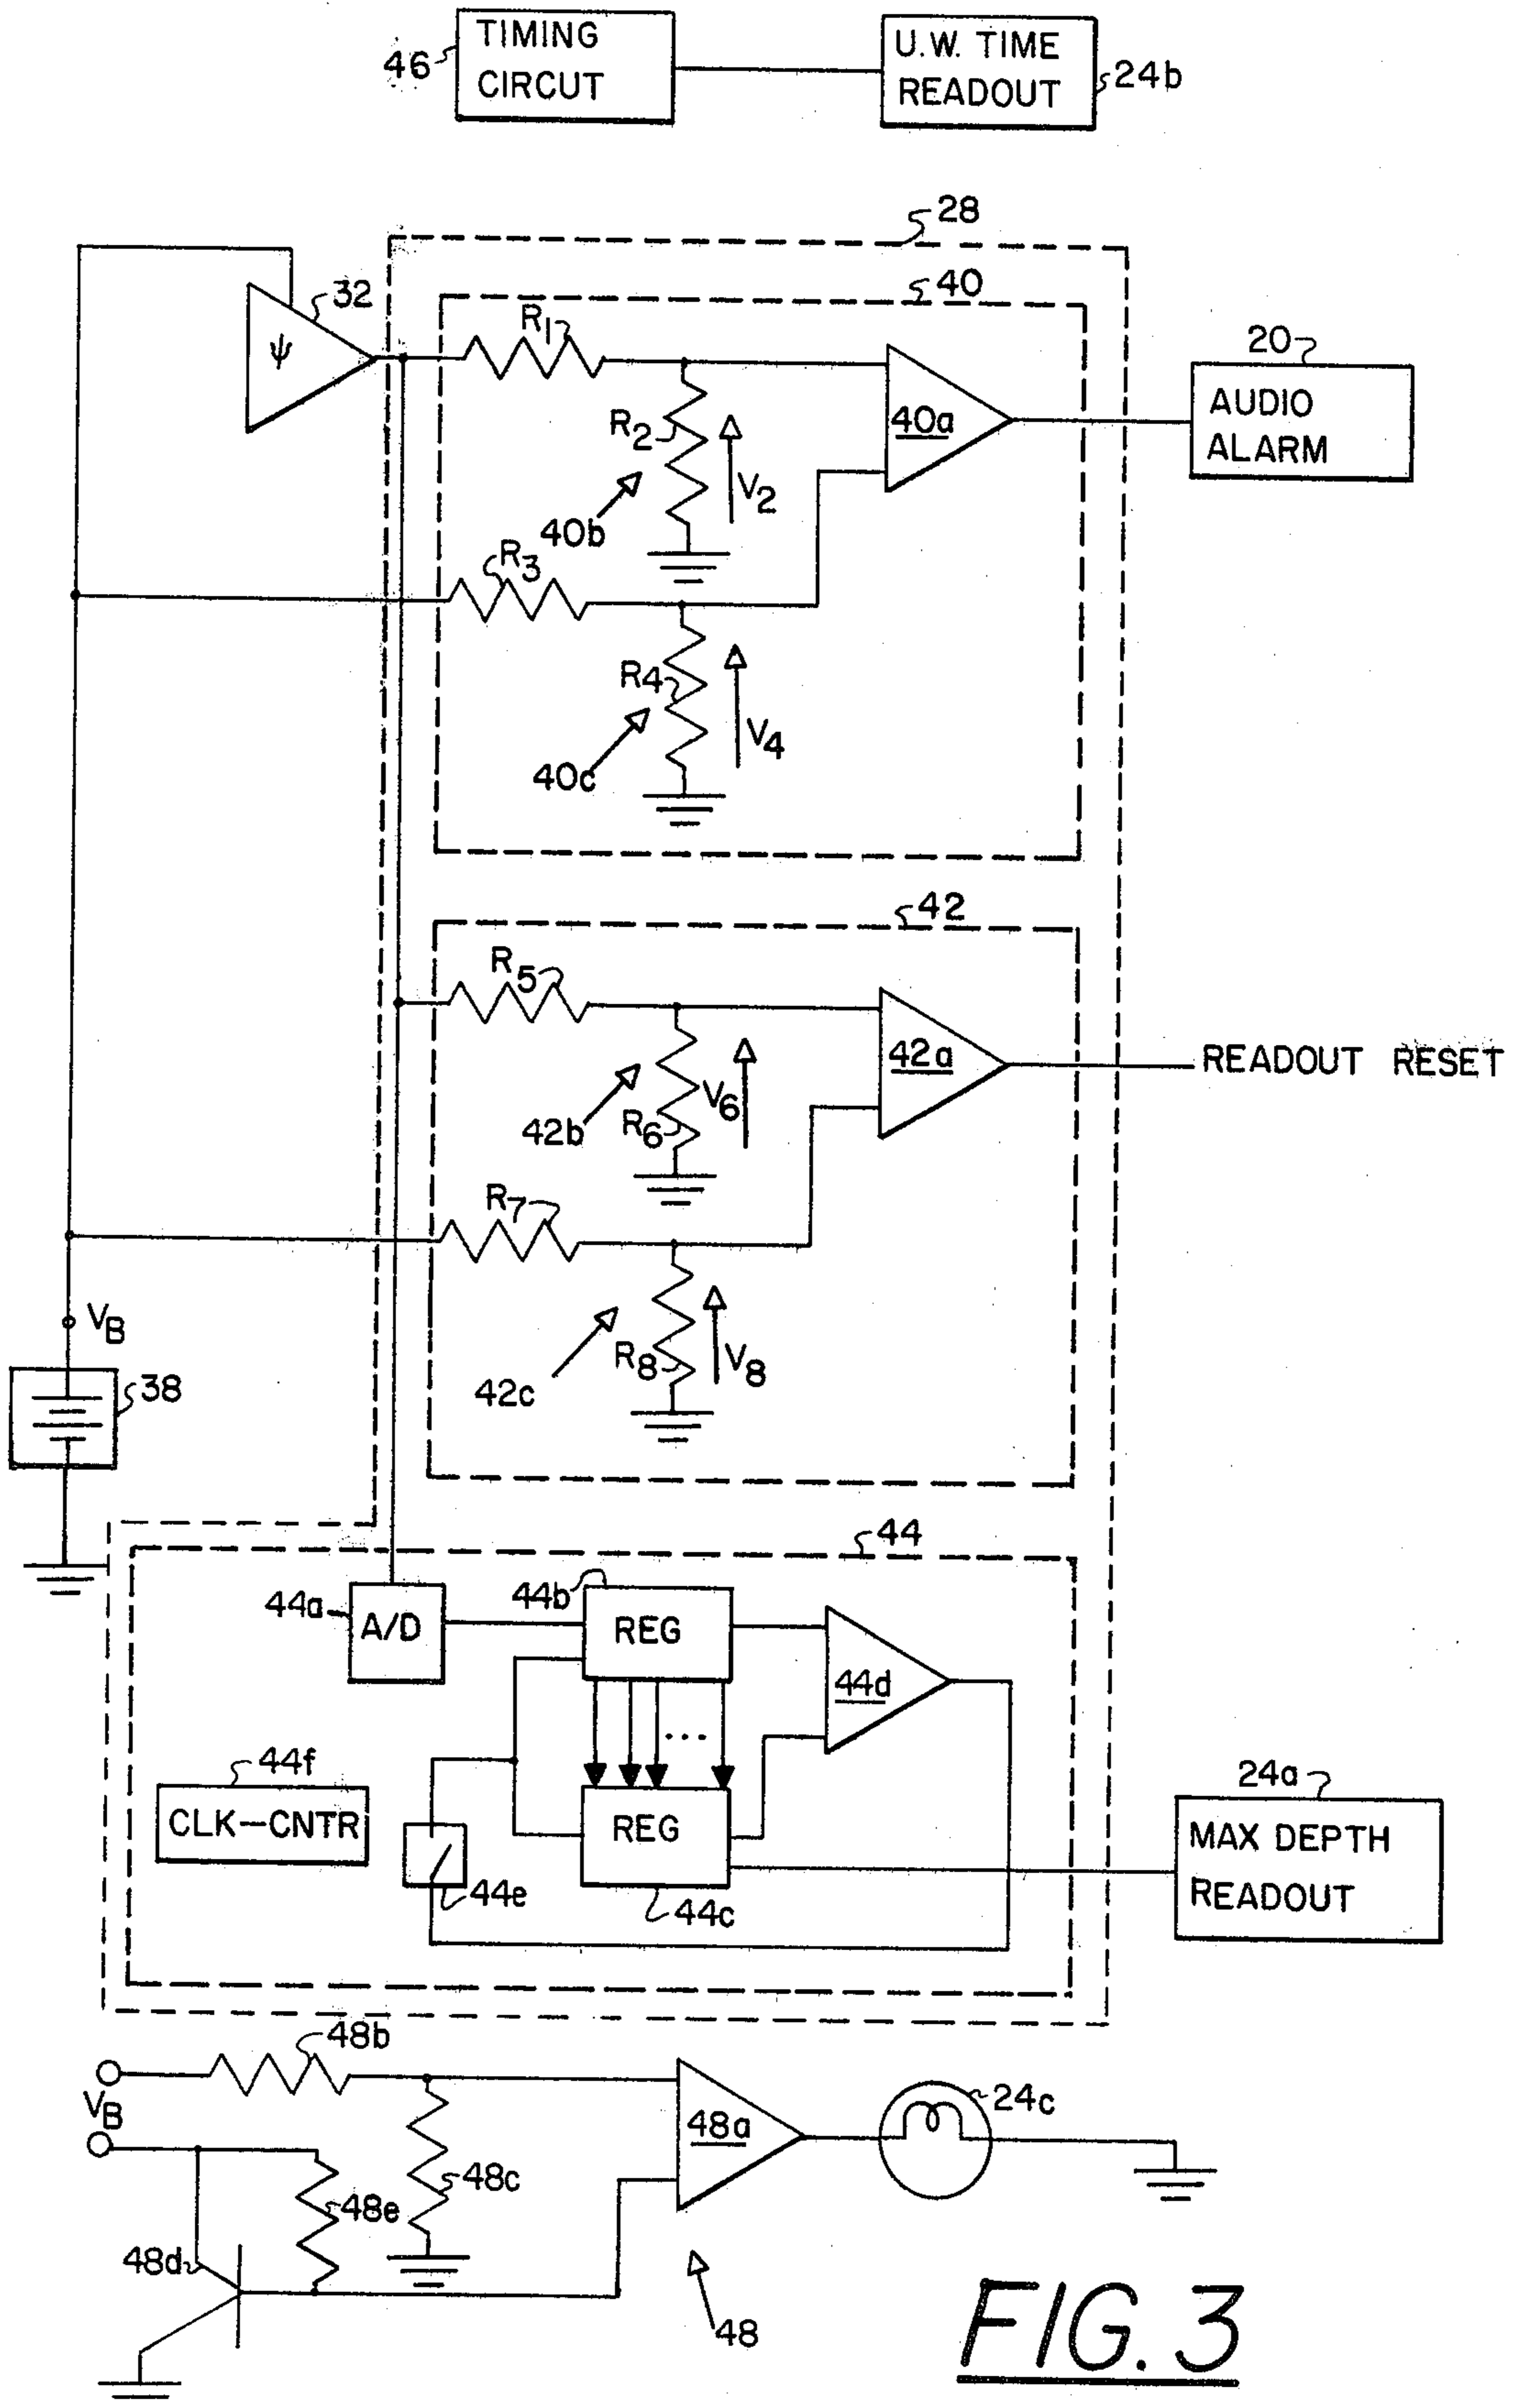 TIMING
CIRCUT
46
U.W. TIME
READOUT
24b
28
40
32
ψ
R1
R2
40a
V2
40b
20
AUDIO
ALARM
R3
R4
V4
40c
42
R5
42a
READOUT RESET
V6
42b
R6
R7
VB
R8
V8
42c
38
44
44a
A/D
44b
REG
44d
44f
CLK-CNTR
...
REG
44e
44c
24a
MAX DEPTH
READOUT
48b
VB
48a
24c
48c
48e
48d
48
FIG. 3